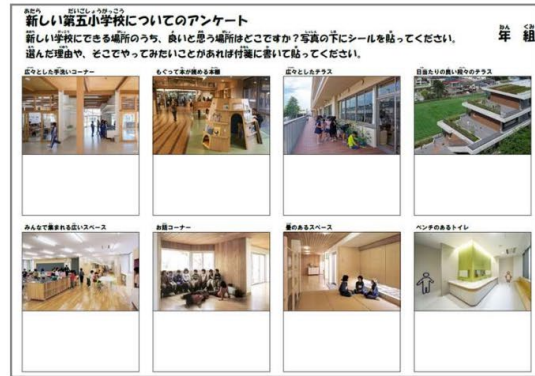 新しい第五小学校についてのアンケート
新しい学校にできる場所のうち、良いと思う場所はどこですか？写真の下にシールを貼ってください。
選んだ理由や、そこでやってみたいことがあれば付箋に書いて貼ってください。
年 組
広々とした手洗いコーナー
もぐって本が読める本棚
広々としたテラス
日当たりの良い段々のテラス
みんなで集まれる広いスペース
お話コーナー
畳のあるスペース
ベンチのあるトイレ